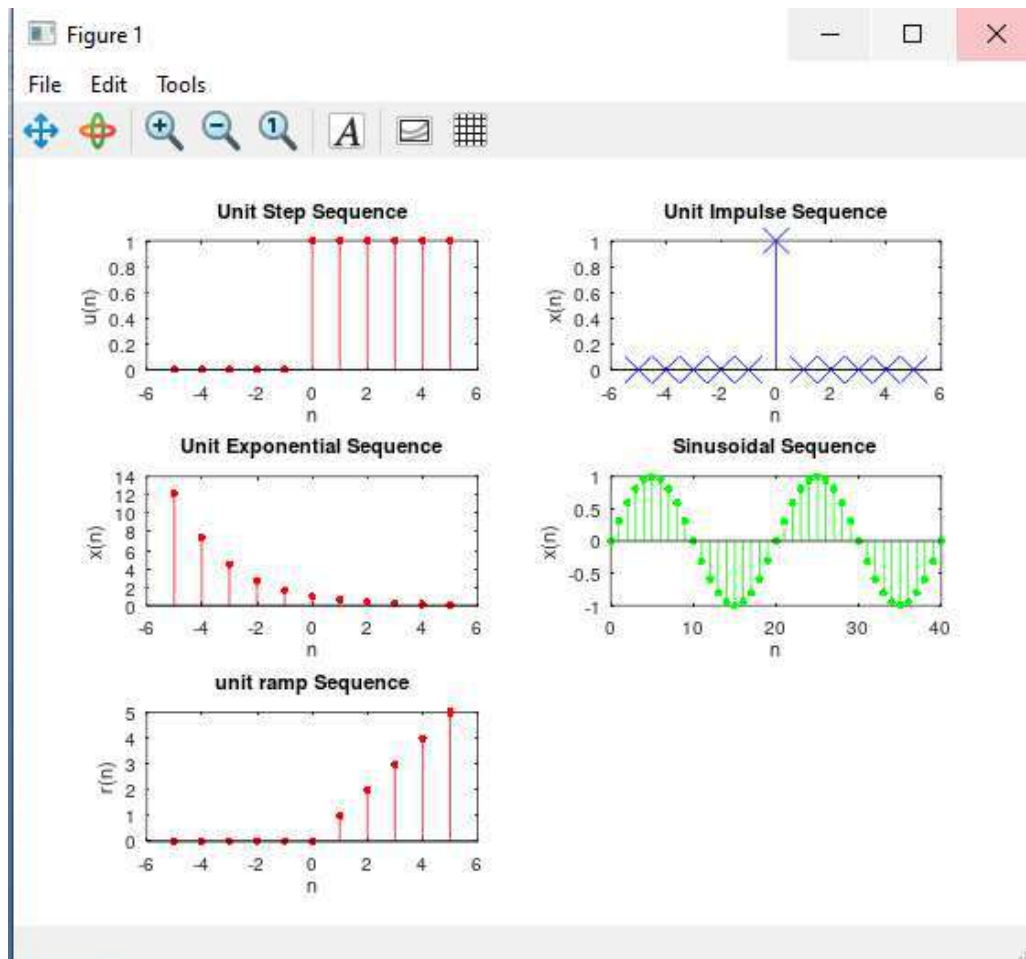 Figure 1
File Edit Tools
A
Unit Step Sequence
1
0.8
0.6
0.4
0.2
0
u(n)
-6 -4 -2 0 2 4 6
n
Unit Impulse Sequence
1
0.8
0.6
0.4
0.2
0
x(n)
-6 -4 -2 0 2 4 6
n
Unit Exponential Sequence
14
12
10
8
6
4
2
0
x(n)
-6 -4 -2 0 2 4 6
n
Sinusoidal Sequence
1
0.5
0
-0.5
-1
x(n)
0 10 20 30 40
n
unit ramp Sequence
5
4
3
2
1
0
r(n)
-6 -4 -2 0 2 4 6
n